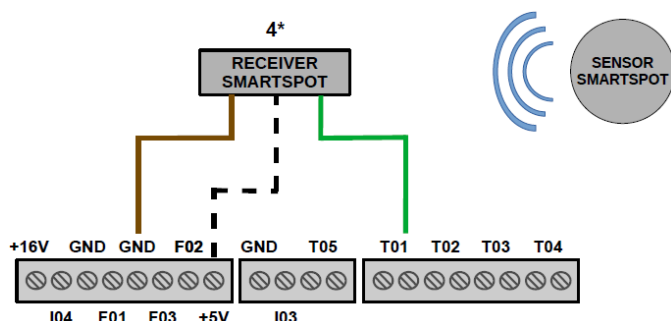 4*
RECEIVER
SMARTSPOT
SENSOR
SMARTSPOT
+16V GND GND F02 GND T05 T01 T02 T03 T04
I04 F01 F03 +5V I03